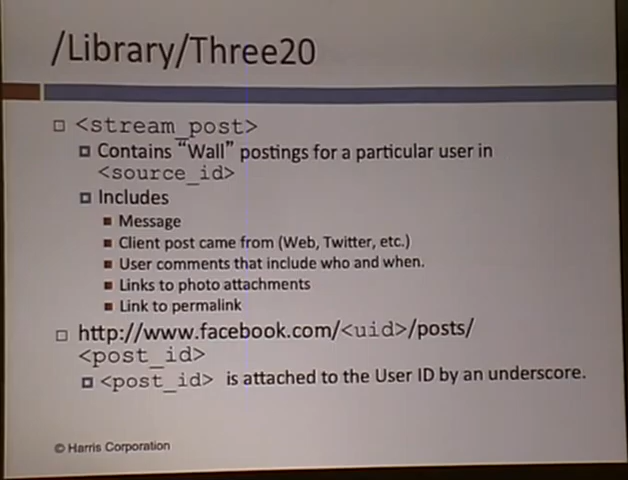 /Library/Three20
<stream_post>
Contains “Wall” postings for a particular user in
<source_id>
Includes
Message
Client post came from (Web, Twitter, etc.)
User comments that include who and when.
Links to photo attachments
Link to permalink
http://www.facebook.com/<uid>/posts/
<post_id>
<post_id> is attached to the User ID by an underscore.
© Harris Corporation